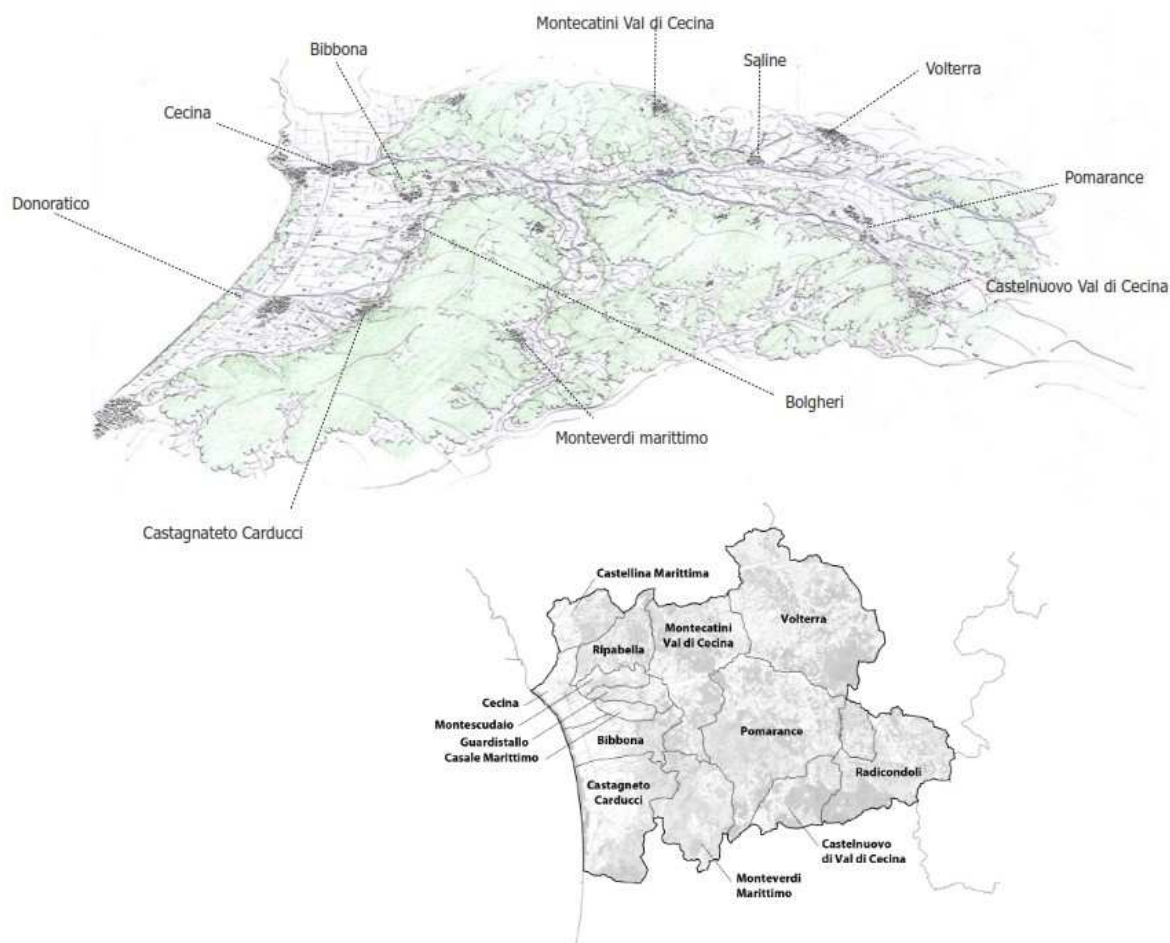 Montecatini Val di Cecina
Bibbona
Saline
Volterra
Cecina
Pomarance
Donoratico
Castelnuovo Val di Cecina
Bolgheri
Monteverdi marittimo
Castagnateto Carducci
Castellina Marittima
Volterra
Montecatini
Val di Cecina
Ripabella
Cecina
Montescudaio
Guardistallo
Casale Marittimo
Bibbona
Pomarance
Radicondoli
Castagneto
Carducci
Castelnuovo
di Val di Cecina
Monteverdi
Marittimo